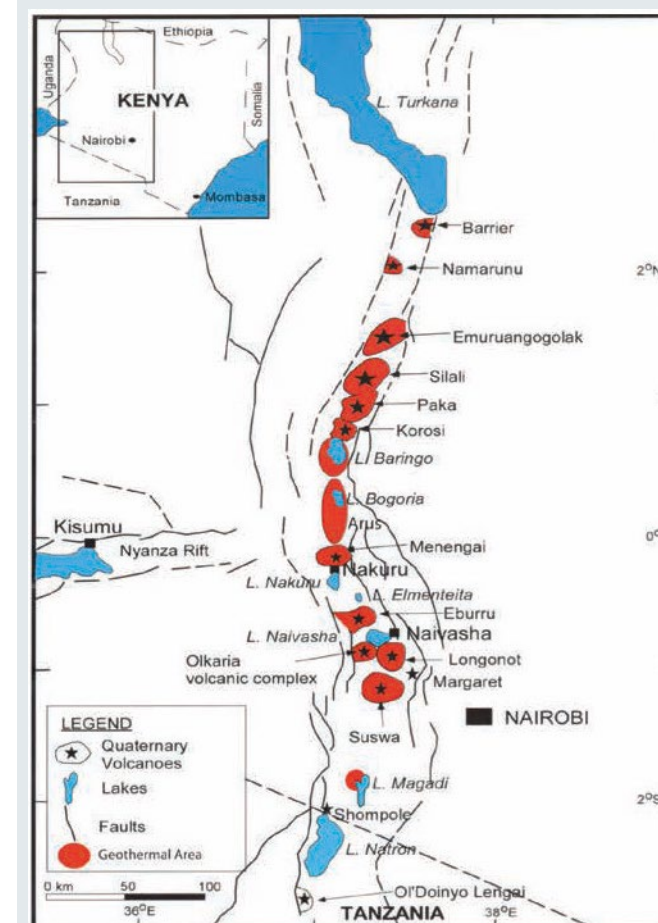 Ethiopia
Uganda
KENYA
Somalia
Nairobi
Tanzania
Mombasa
L. Turkana
Barrier
Namarunu
2°N
Emuruangogolak
Silali
Paka
Korosi
L. Baringo
L. Bogoria
Arus
Kisumu
0°
Nyanza Rift
Menengai
Nakuru
L. Nakuru
L. Elmenteita
Eburru
L. Naivasha
Naivasha
Olkaria
volcanic complex
Longonot
Margaret
NAIROBI
Suswa
LEGEND
Quaternary
Volcanoes
Lakes
Faults
Geothermal Area
L. Magadi
2°S
Shompole
L. Natron
0 km 50 100
Ol'Doinyo Lengai
36°E
TANZANIA
38°E